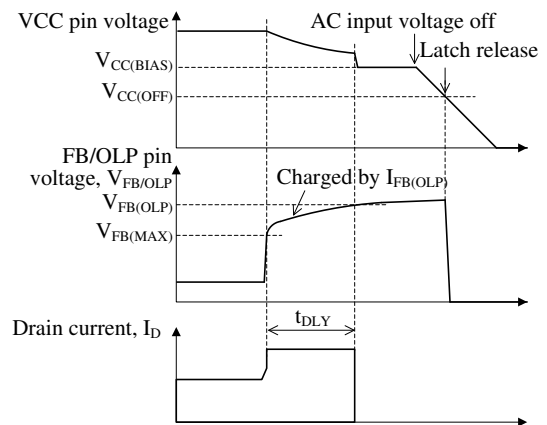 VCC pin voltage
AC input voltage off
Latch release
VCC(BIAS)
VCC(OFF)
FB/OLP pin
voltage, VFB/OLP
Charged by IFB(OLP)
VFB(OLP)
VFB(MAX)
Drain current, ID
tDLY